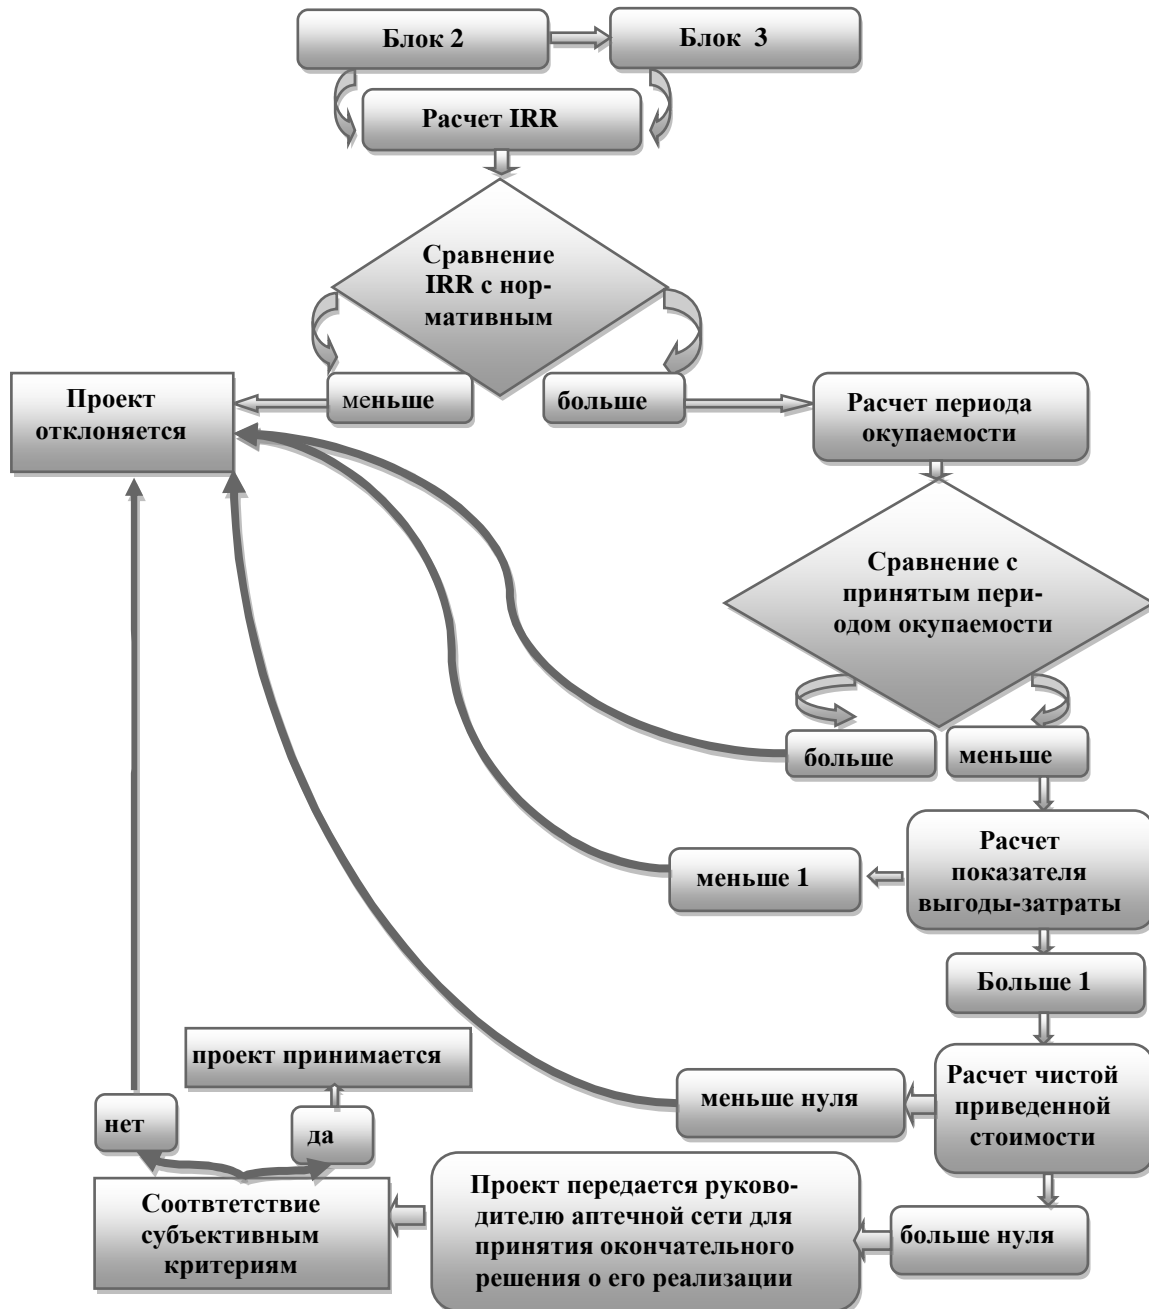 Блок 2
Блок 3
Расчет IRR
Сравнение
IRR с нор-
мативным
меньше
больше
Проект
отклоняется
Расчет периода
окупаемости
Сравнение с
принятым пери-
одом окупаемости
больше
меньше
Расчет
показателя
выгоды-затраты
меньше 1
Больше 1
проект принимается
Расчет чистой
приведенной
стоимости
меньше нуля
нет
да
Проект передается руково-
дителю аптечной сети для
принятия окончательного
решения о его реализации
больше нуля
Соотвтетствие
субъективным
критериям